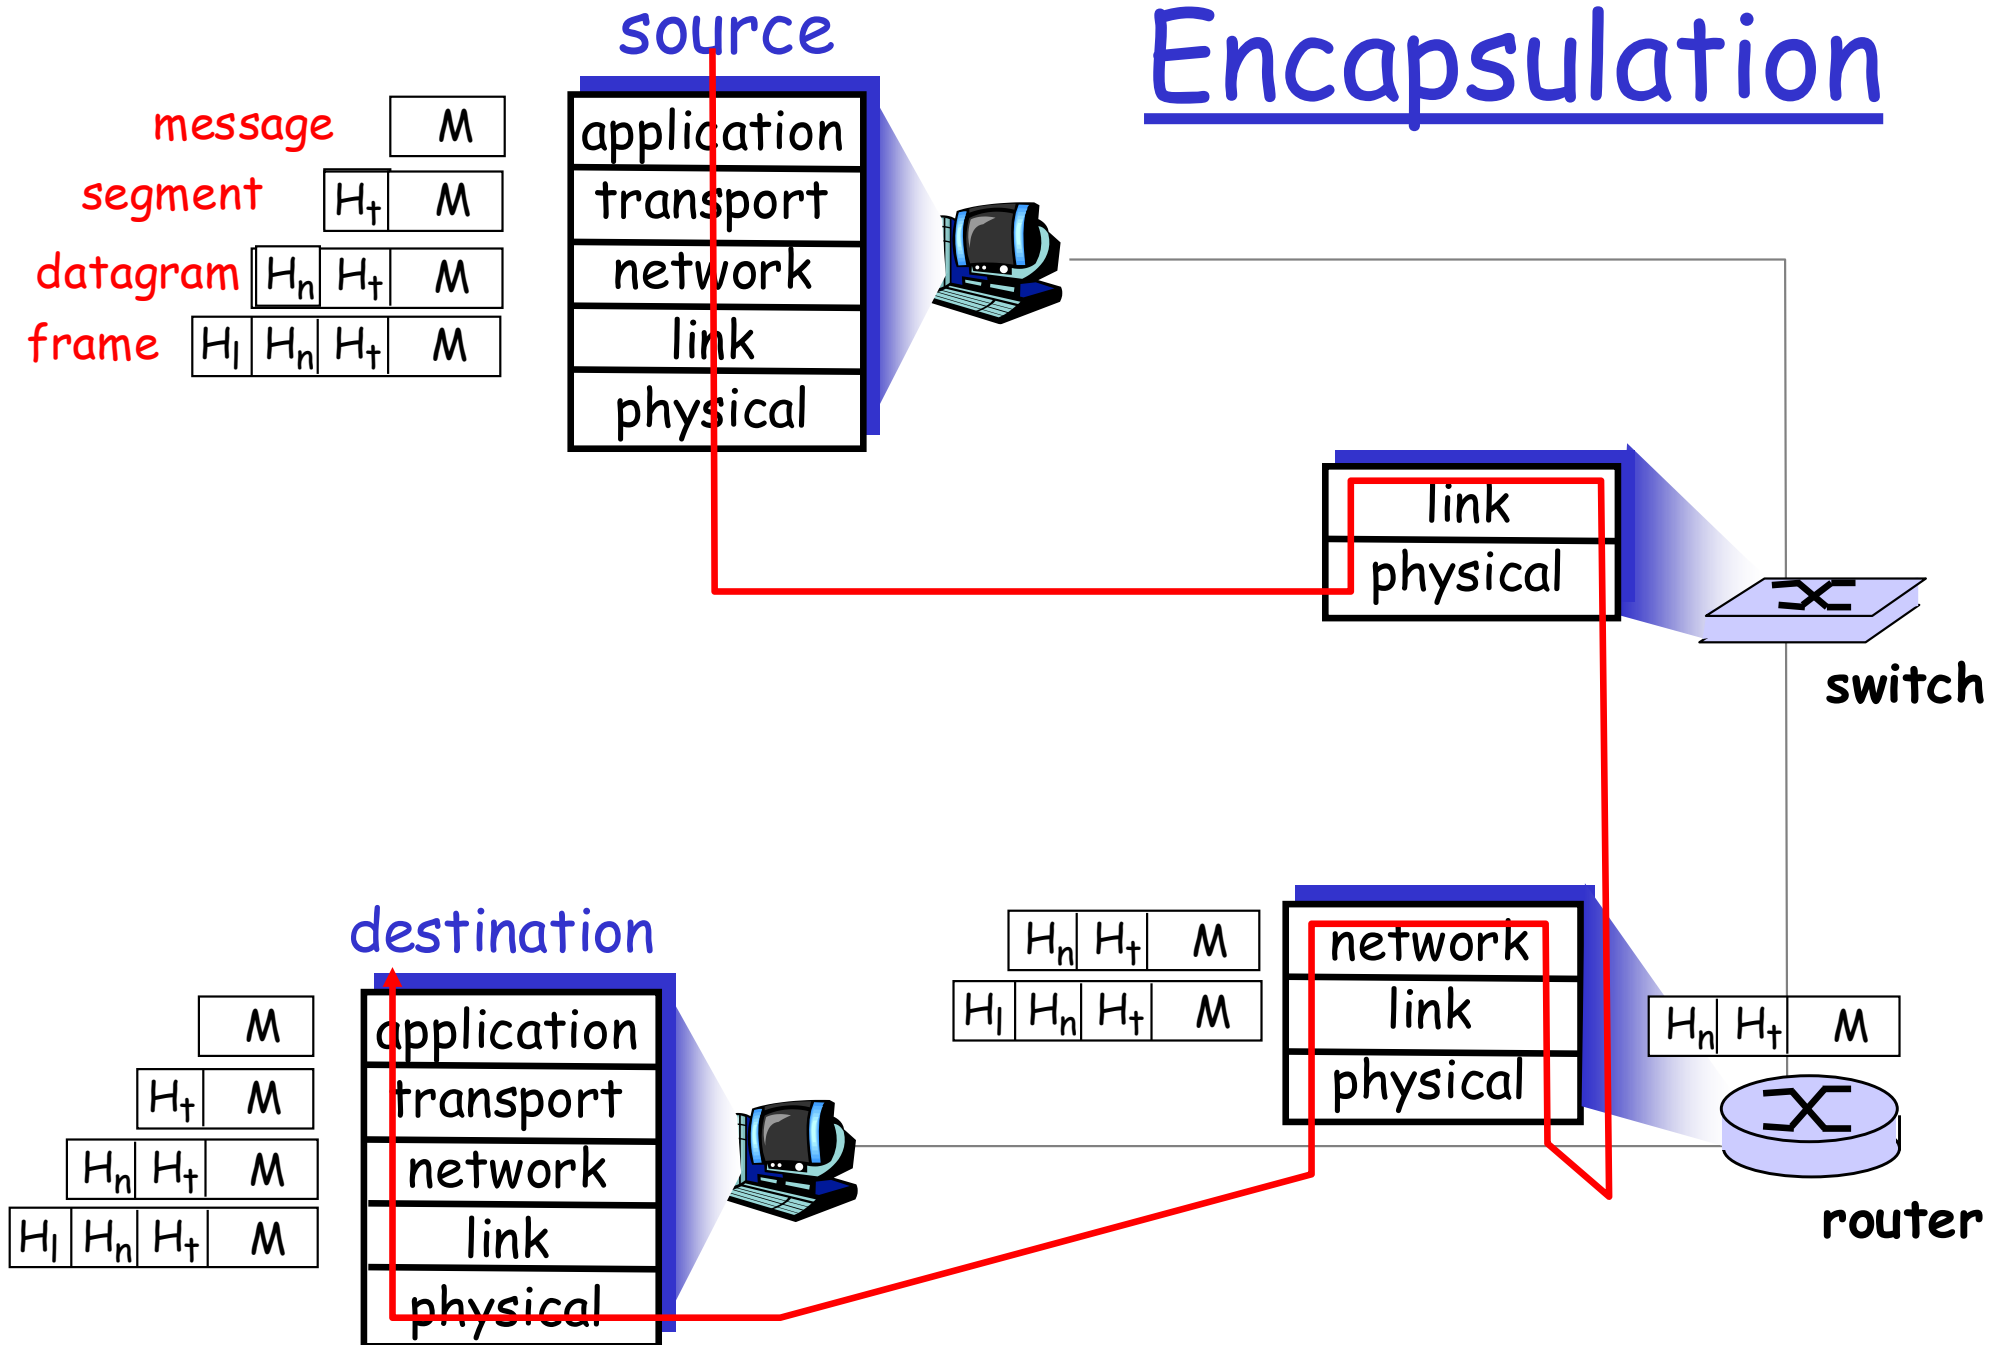 source
Encapsulation
message M
segment Ht M
datagram Hn Ht M
frame Hl Hn Ht M
application
transport
network
link
physical
link
physical
switch
destination
M
Ht M
Hn Ht M
Hl Hn Ht M
application
transport
network
link
physical
Hn Ht M
Hl Hn Ht M
network
link
physical
Hn Ht M
router